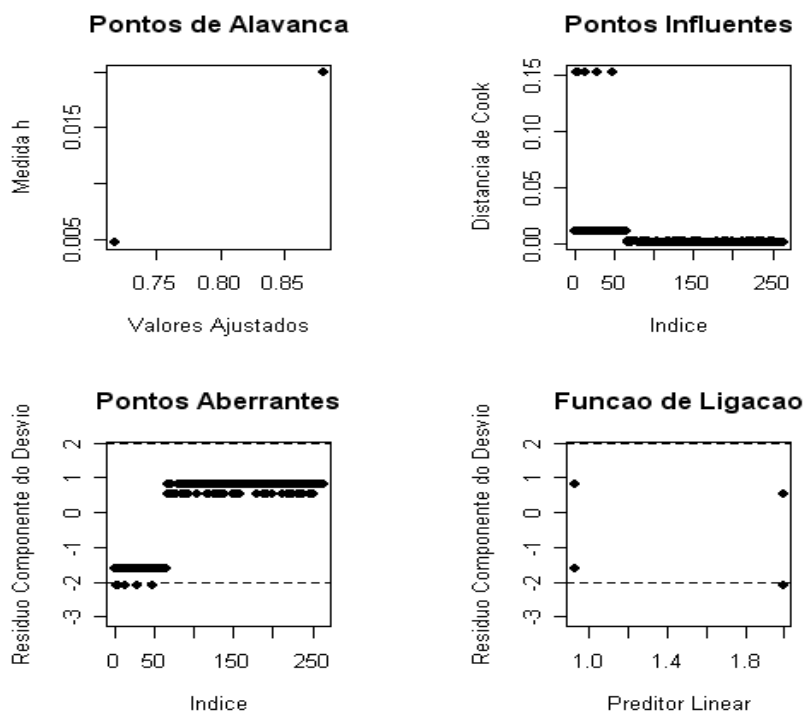 Pontos de Alavanca
Medida h
0.005 0.015
0.75 0.80 0.85
Valores Ajustados
Pontos Influentes
Distancia de Cook
0.00 0.05 0.10 0.15
0 50 150 250
Indice
Pontos Aberrantes
Residuo Componente do Desvio
-3 -2 -1 0 1 2
0 50 150 250
Indice
Funcao de Ligacao
Residuo Componente do Desvio
-3 -2 -1 0 1 2
1.0 1.4 1.8
Preditor Linear